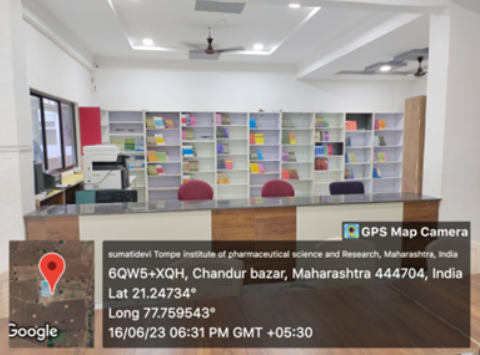 GPS Map Camera
sumatidevi Tompe institute of pharmaceutical science and Research, Maharashtra, India
6QW5+XQH, Chandur bazar, Maharashtra 444704, India
Lat 21.24734°
Long 77.759543°
16/06/23 06:31 PM GMT +05:30
Google